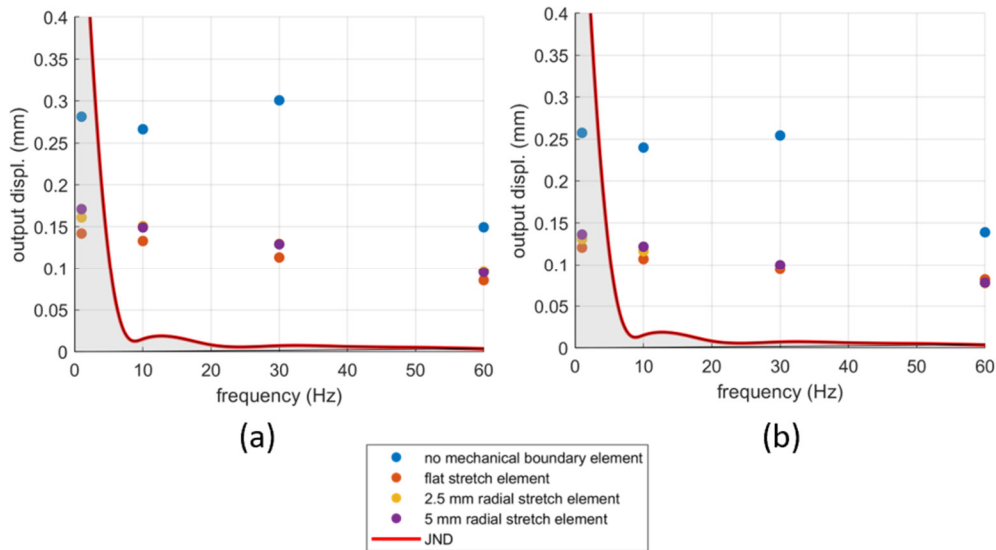 0.4
0.35
0.3
0.25
0.2
0.15
0.1
0.05
0
output displ. (mm)
0 10 20 30 40 50 60
frequency (Hz)
(a)
0.4
0.35
0.3
0.25
0.2
0.15
0.1
0.05
0
output displ. (mm)
0 10 20 30 40 50 60
frequency (Hz)
(b)
no mechanical boundary element
flat stretch element
2.5 mm radial stretch element
5 mm radial stretch element
JND